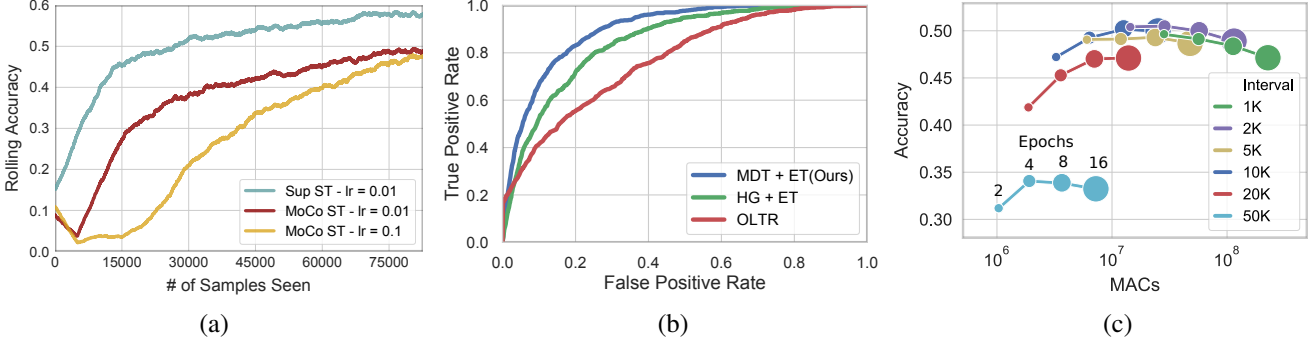 0.6
0.5
0.4
0.3
0.2
0.1
0.0
Rolling Accuracy
Sup ST - lr = 0.01
MoCo ST - lr = 0.01
MoCo ST - lr = 0.1
0 15000 30000 45000 60000 75000
# of Samples Seen
(a)
1.0
0.8
0.6
0.4
0.2
0.0
True Positive Rate
MDT + ET(Ours)
HG + ET
OLTR
0.0 0.2 0.4 0.6 0.8 1.0
False Positive Rate
(b)
0.50
0.45
0.40
0.35
0.30
Accuracy
Epochs
2
4
8
16
Interval
1K
2K
5K
10K
20K
50K
10⁶ 10⁷ 10⁸
MACs
(c)